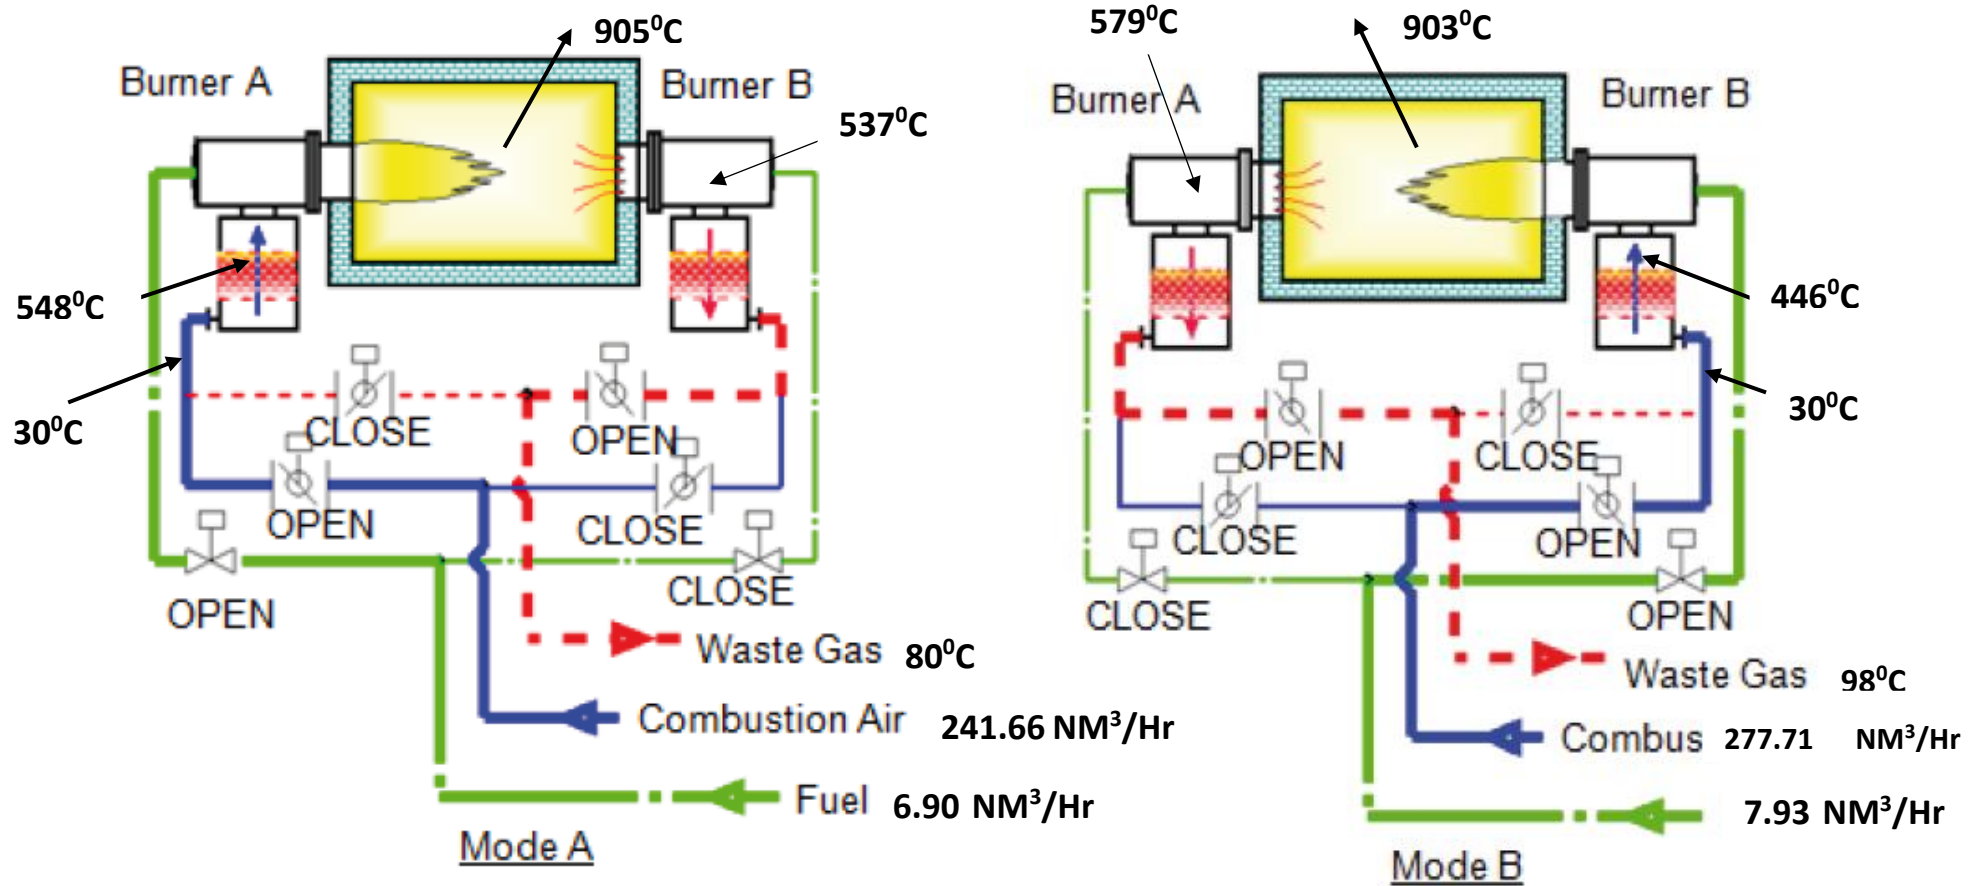 905⁰C
Burner A
Burner B
537⁰C
548⁰C
30⁰C
CLOSE
OPEN
OPEN
CLOSE
OPEN
CLOSE
Waste Gas 80⁰C
Combustion Air 241.66 NM³/Hr
Fuel 6.90 NM³/Hr
Mode A
579⁰C
903⁰C
Burner A
Burner B
446⁰C
30⁰C
OPEN
CLOSE
CLOSE
OPEN
CLOSE
OPEN
Waste Gas 98⁰C
Combus 277.71 NM³/Hr
7.93 NM³/Hr
Mode B